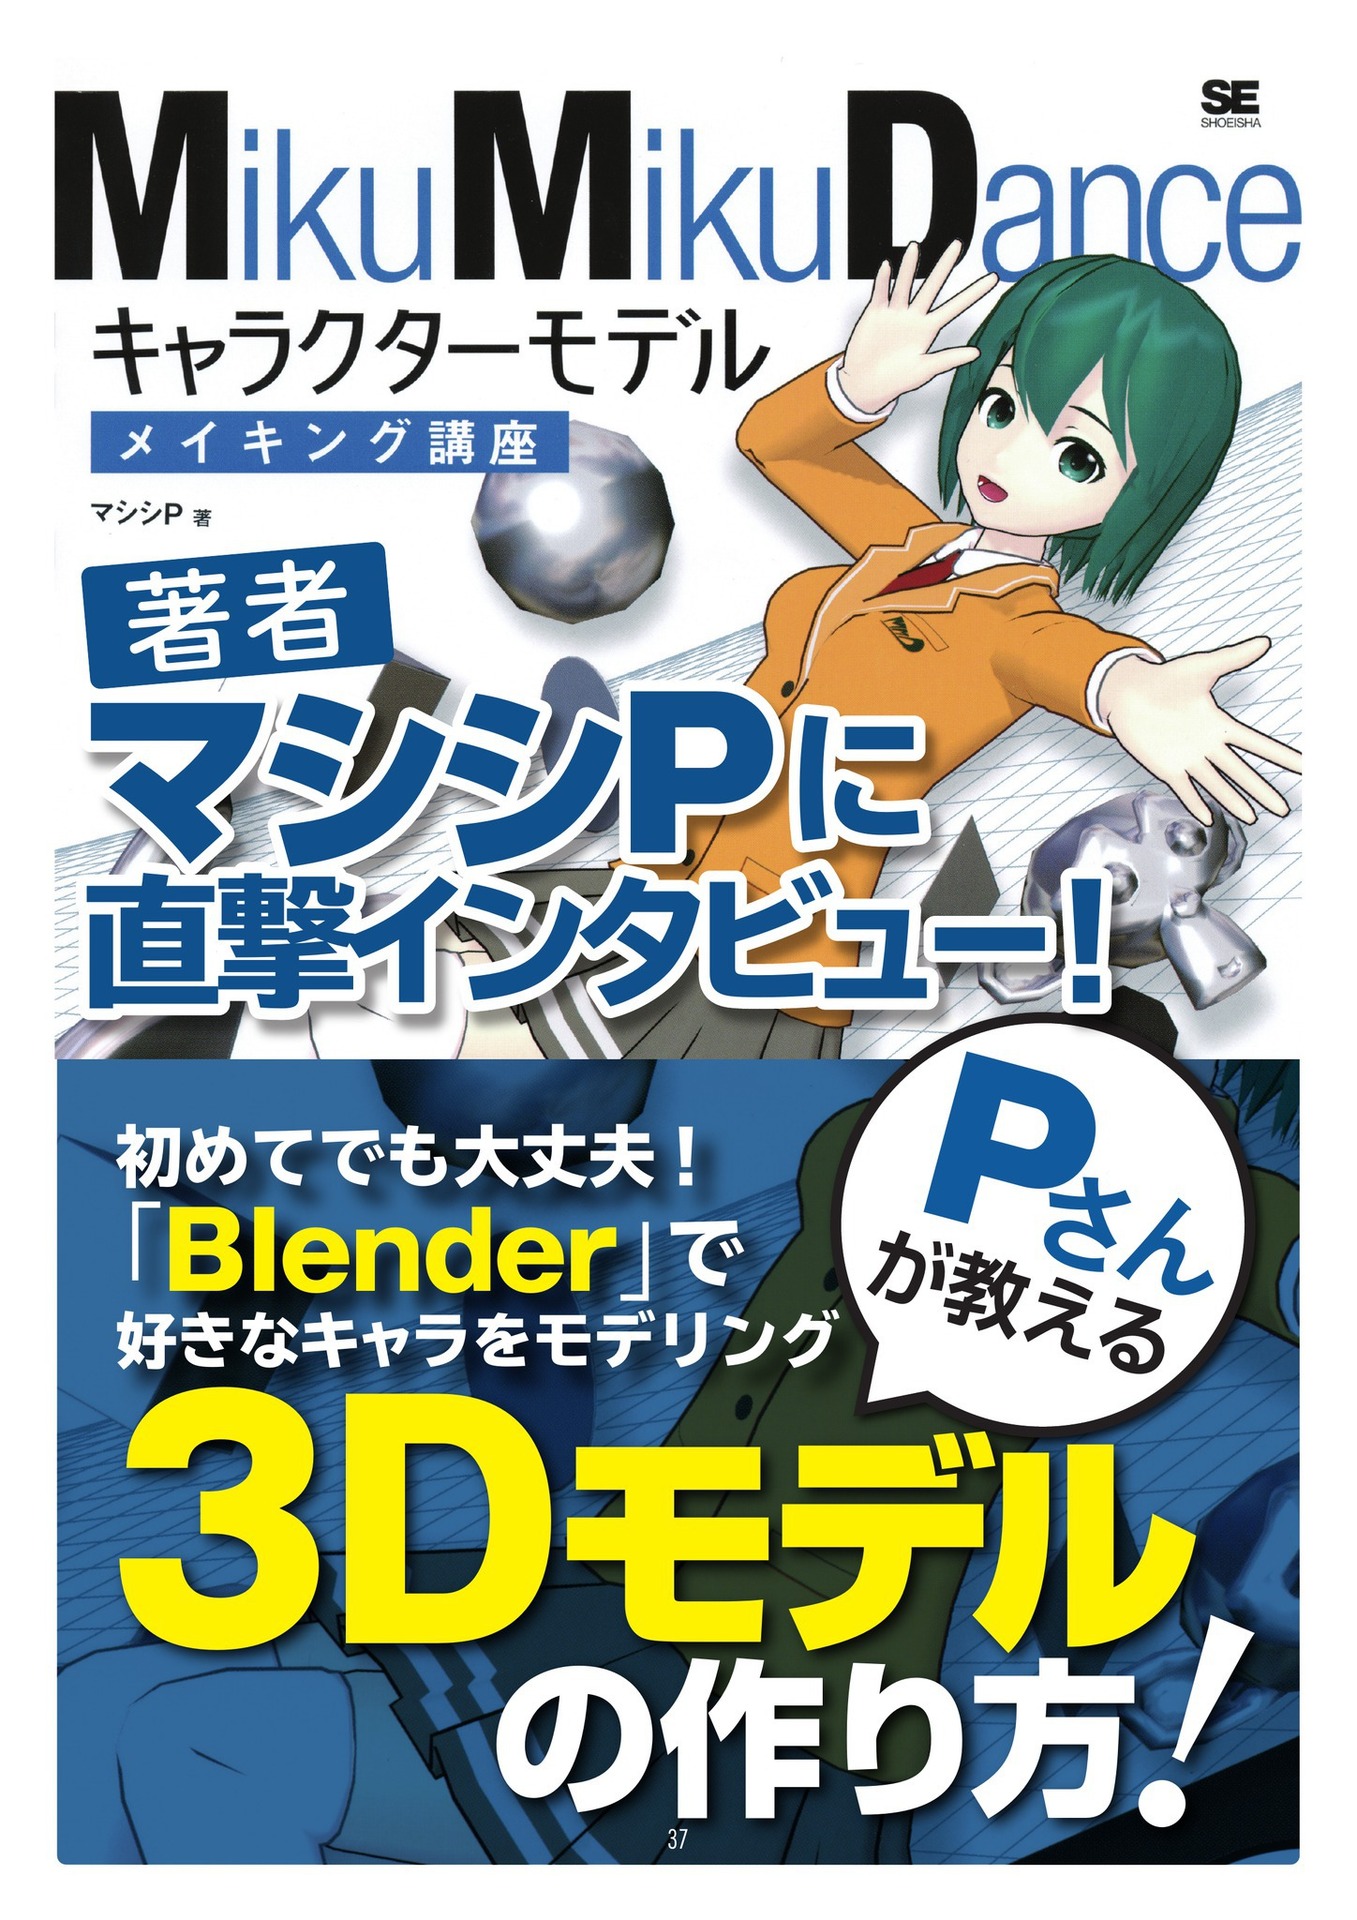 SE
SHOEISHA
MikuMikuDance
キャラクターモデル
メイキング講座
マシシP 著
著者
マシシPに
直撃インタビュー!
Pさん
が教える
初めてでも大丈夫!
「Blender」で
好きなキャラをモデリング
3Dモデル
の作り方!
37